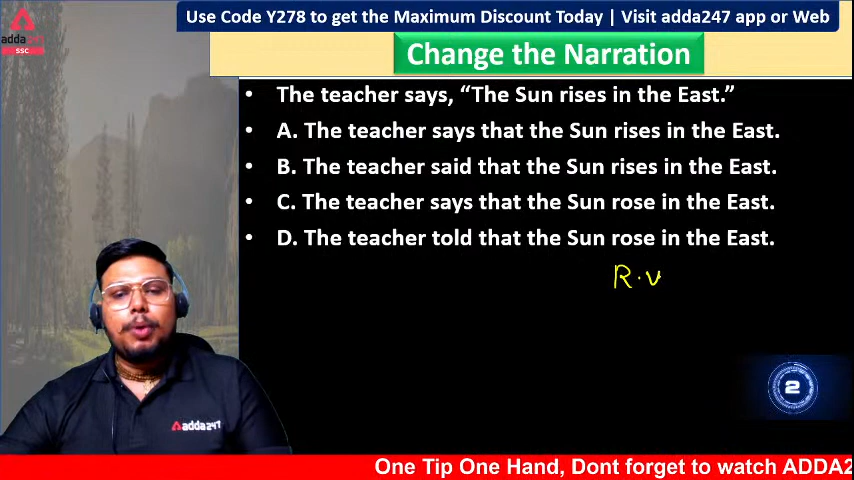 Use Code Y278 to get the Maximum Discount Today | Visit adda247 app or Web
adda247
SSC
Change the Narration
• The teacher says, “The Sun rises in the East.”
• A. The teacher says that the Sun rises in the East.
• B. The teacher said that the Sun rises in the East.
• C. The teacher says that the Sun rose in the East.
• D. The teacher told that the Sun rose in the East.
R.v
2
adda247
One Tip One Hand, Dont forget to watch ADDA2